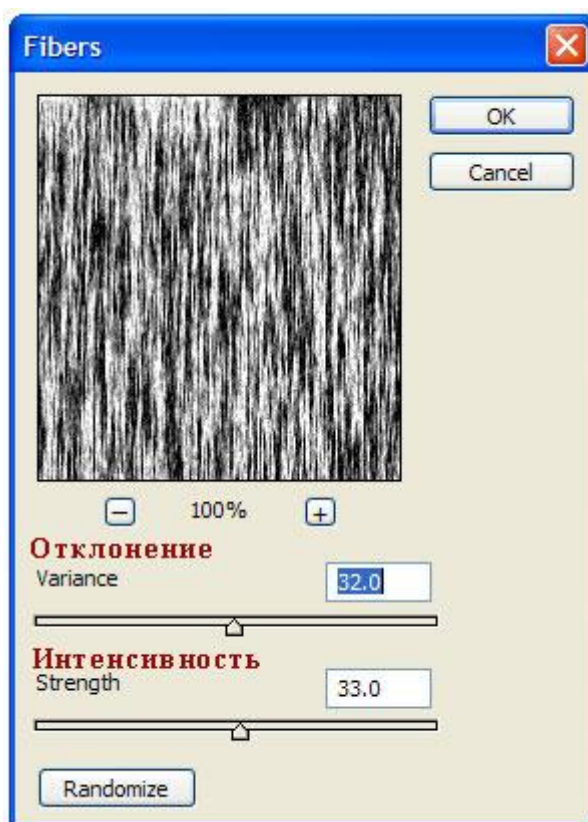 Fibers
OK
Cancel
100%
Отклонение
Variance
32.0
Интенсивность
Strength
33.0
Randomize